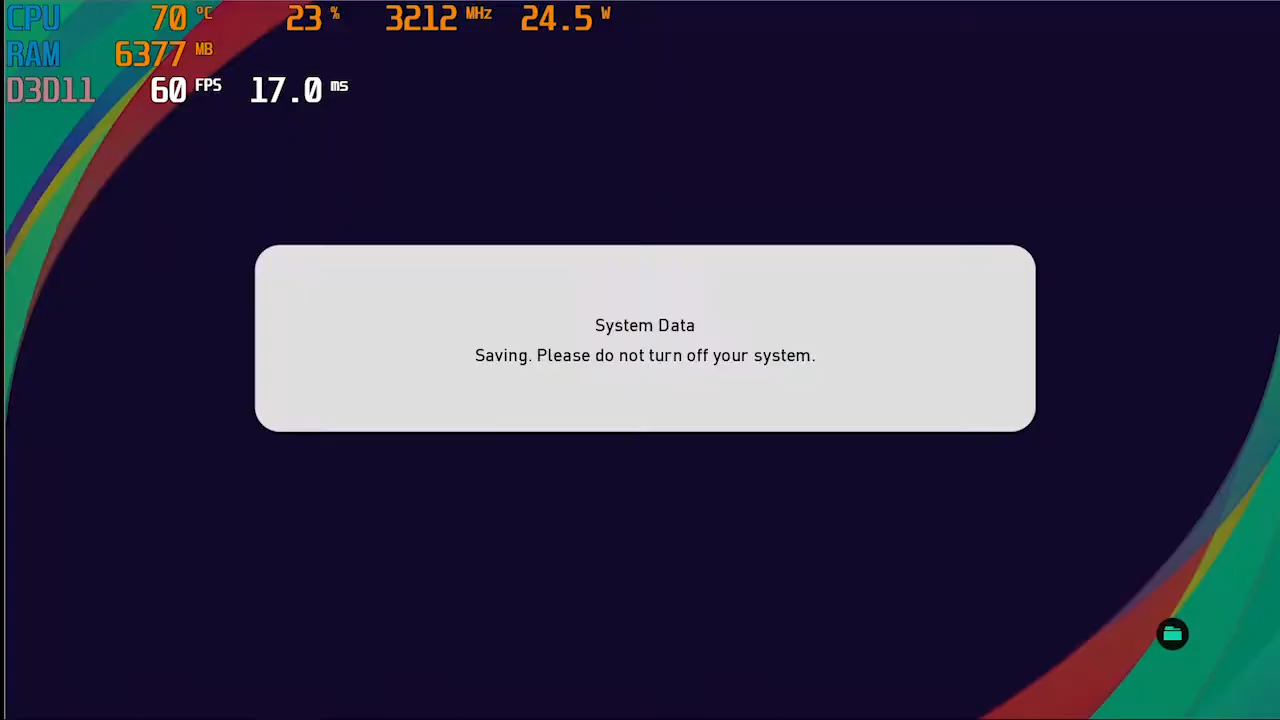 CPU 70 °C 23 % 3212 MHz 24.5 W
RAM 6377 MB
D3D11 60 FPS 17.0 ms
System Data
Saving. Please do not turn off your system.